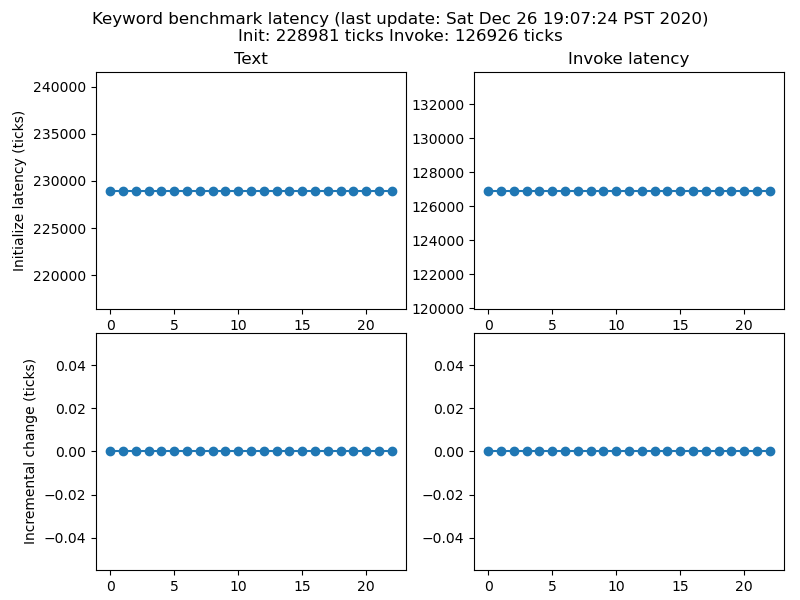 Keyword benchmark latency (last update: Sat Dec 26 19:07:24 PST 2020)
Init: 228981 ticks Invoke: 126926 ticks
Text
Initialize latency (ticks)
240000
235000
230000
225000
220000
0 5 10 15 20
Invoke latency
132000
130000
128000
126000
124000
122000
120000
0 5 10 15 20
Incremental change (ticks)
0.04
0.02
0.00
−0.02
−0.04
0 5 10 15 20
0.04
0.02
0.00
−0.02
−0.04
0 5 10 15 20